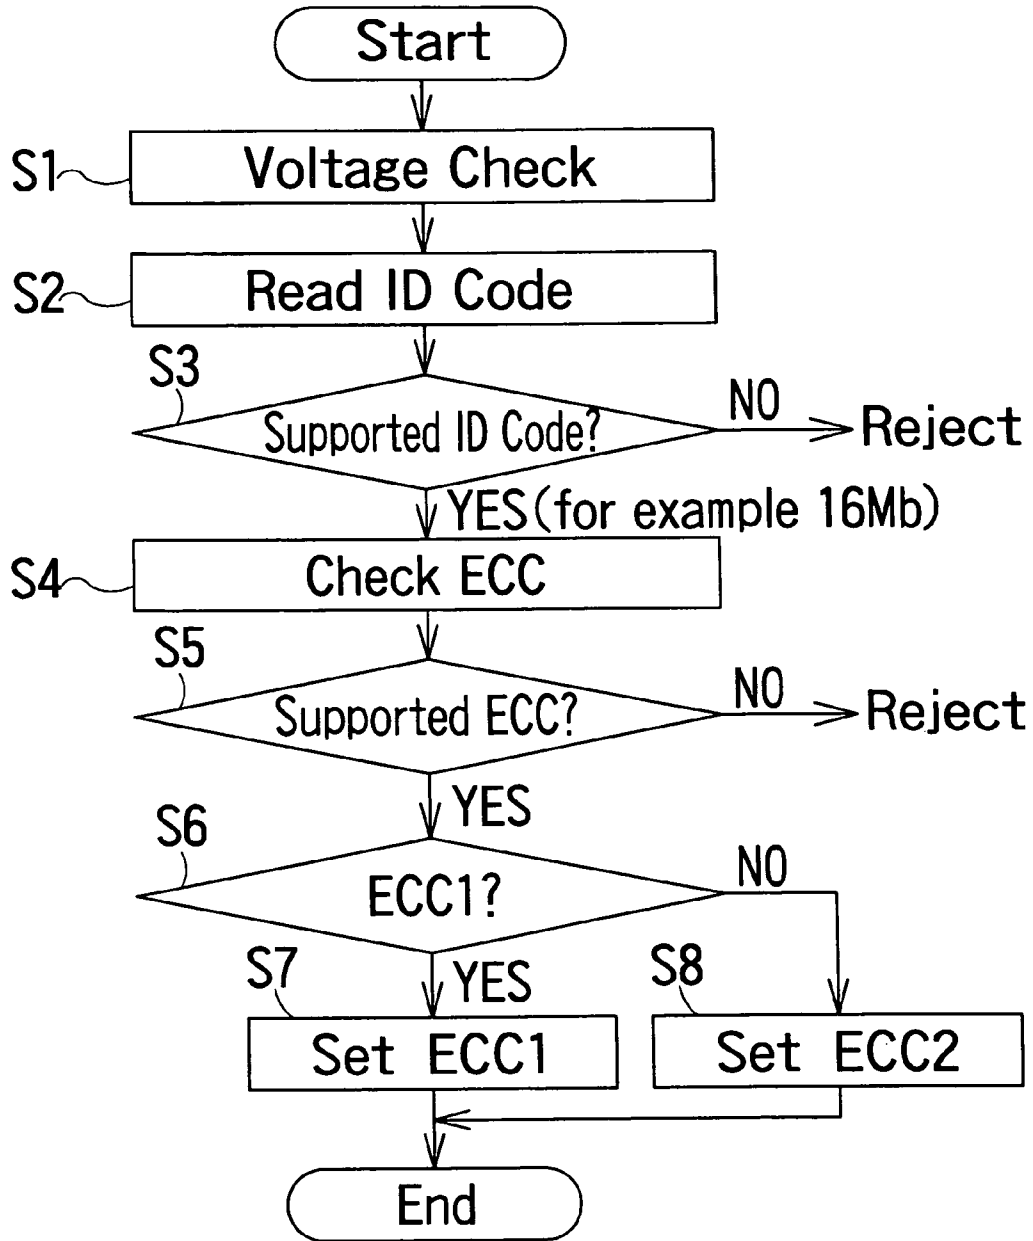 Start
S1
Voltage Check
S2
Read ID Code
S3
Supported ID Code?
NO
Reject
YES(for example 16Mb)
S4
Check ECC
S5
Supported ECC?
NO
Reject
YES
S6
ECC1?
NO
YES
S7
Set ECC1
S8
Set ECC2
End